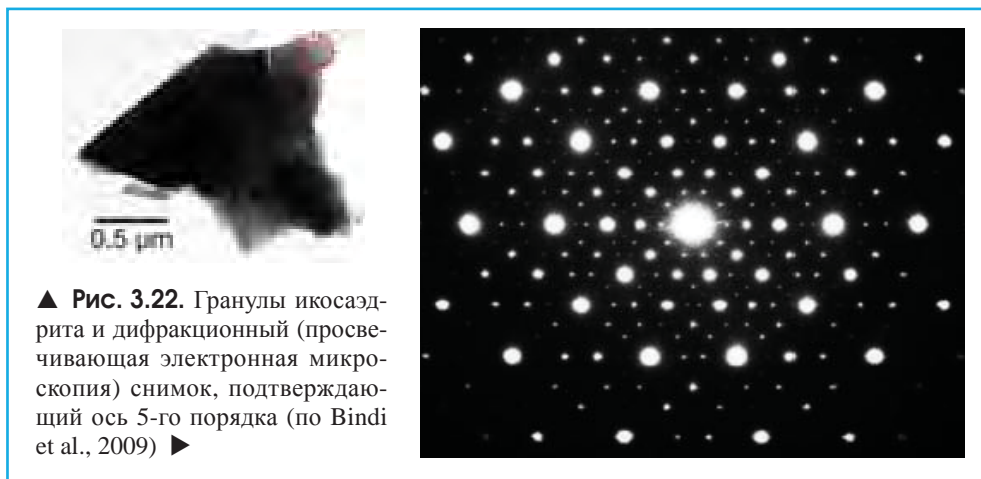 0.5 µm
▲ Рис. 3.22. Гранулы икосаэд-
рита и дифракционный (просве-
чивающая электронная микро-
скопия) снимок, подтверждаю-
щий ось 5-го порядка (по Bindi
et al., 2009) ►